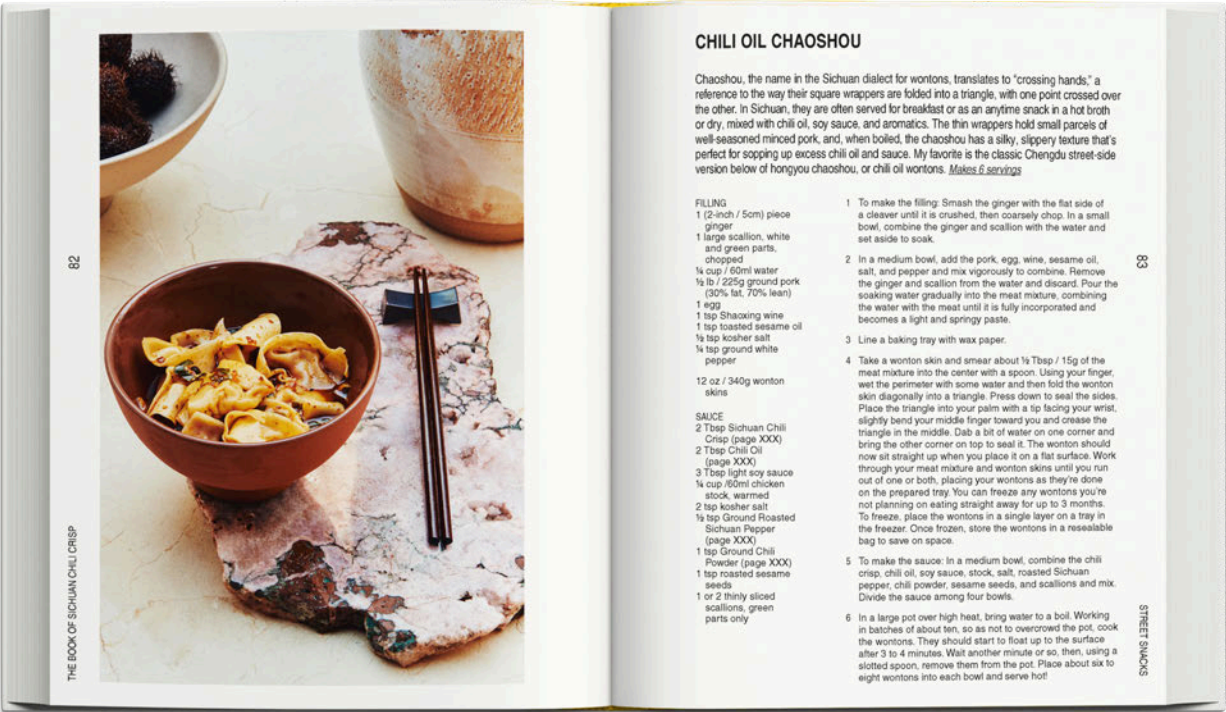 82
THE BOOK OF SICHUAN CHILI CRISP
CHILI OIL CHAOSHOU
Chaoshou, the name in the Sichuan dialect for wontons, translates to "crossing hands," a
reference to the way their square wrappers are folded into a triangle, with one point crossed over
the other. In Sichuan, they are often served for breakfast or as an anytime snack in a hot broth
or dry, mixed with chili oil, soy sauce, and aromatics. The thin wrappers hold small parcels of
well-seasoned minced pork, and, when boiled, the chaoshou has a silky, slippery texture that's
perfect for sopping up excess chili oil and sauce. My favorite is the classic Chengdu street-side
version below of hongyou chaoshou, or chili oil wontons. Makes 6 servings
FILLING
1 (2-inch / 5cm) piece
ginger
1 large scallion, white
and green parts,
chopped
¼ cup / 60ml water
½ lb / 225g ground pork
(30% fat, 70% lean)
1 egg
1 tsp Shaoxing wine
1 tsp toasted sesame oil
½ tsp kosher salt
¼ tsp ground white
pepper
12 oz / 340g wonton
skins
SAUCE
2 Tbsp Sichuan Chili
Crisp (page XXX)
2 Tbsp Chili Oil
(page XXX)
3 Tbsp light soy sauce
¼ cup /60ml chicken
stock, warmed
2 tsp kosher salt
½ tsp Ground Roasted
Sichuan Pepper
(page XXX)
1 tsp Ground Chili
Powder (page XXX)
1 tsp roasted sesame
seeds
1 or 2 thinly sliced
scallions, green
parts only
1 To make the filling: Smash the ginger with the flat side of
a cleaver until it is crushed, then coarsely chop. In a small
bowl, combine the ginger and scallion with the water and
set aside to soak.
2 In a medium bowl, add the pork, egg, wine, sesame oil,
salt, and pepper and mix vigorously to combine. Remove
the ginger and scallion from the water and discard. Pour the
soaking water gradually into the meat mixture, combining
the water with the meat until it is fully incorporated and
becomes a light and springy paste.
3 Line a baking tray with wax paper.
4 Take a wonton skin and smear about ½ Tbsp / 15g of the
meat mixture into the center with a spoon. Using your finger,
wet the perimeter with some water and then fold the wonton
skin diagonally into a triangle. Press down to seal the sides.
Place the triangle into your palm with a tip facing your wrist,
slightly bend your middle finger toward you and crease the
triangle in the middle. Dab a bit of water on one corner and
bring the other corner on top to seal it. The wonton should
now sit straight up when you place it on a flat surface. Work
through your meat mixture and wonton skins until you run
out of one or both, placing your wontons as they're done
on the prepared tray. You can freeze any wontons you're
not planning on eating straight away for up to 3 months.
To freeze, place the wontons in a single layer on a tray in
the freezer. Once frozen, store the wontons in a resealable
bag to save on space.
5 To make the sauce: In a medium bowl, combine the chili
crisp, chili oil, soy sauce, stock, salt, roasted Sichuan
pepper, chili powder, sesame seeds, and scallions and mix.
Divide the sauce among four bowls.
6 In a large pot over high heat, bring water to a boil. Working
in batches of about ten, so as not to overcrowd the pot, cook
the wontons. They should start to float up to the surface
after 3 to 4 minutes. Wait another minute or so, then, using a
slotted spoon, remove them from the pot. Place about six to
eight wontons into each bowl and serve hot!
83
STREET SNACKS